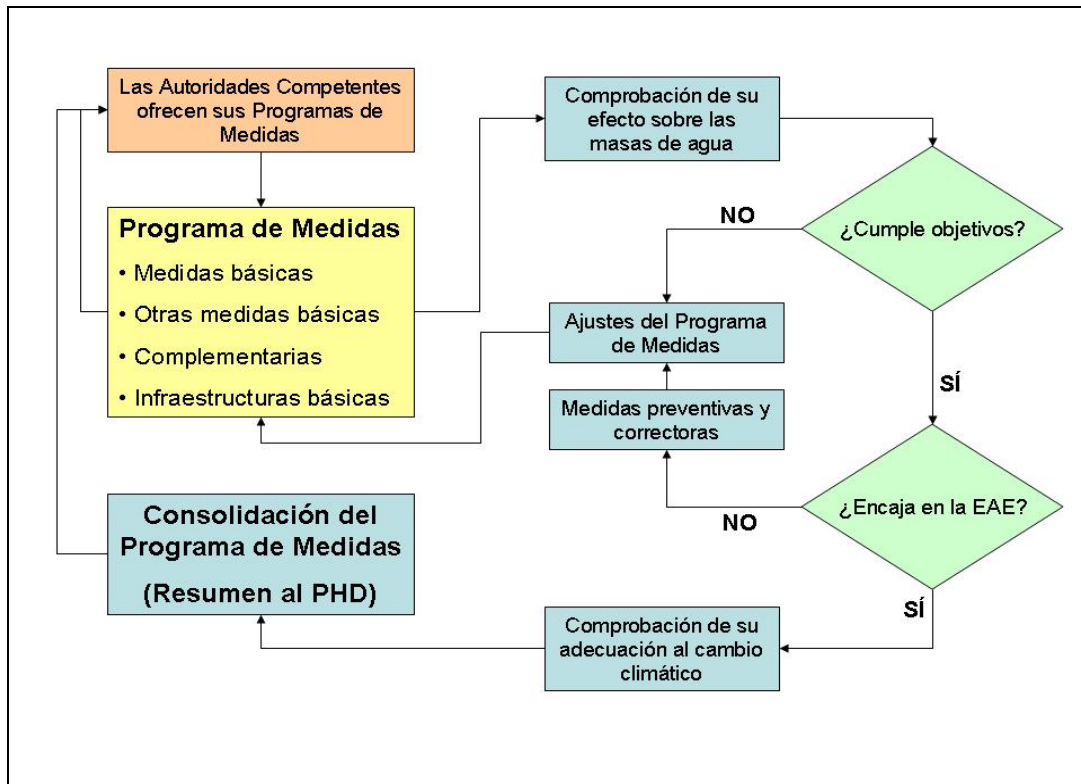 Las Autoridades Competentes
ofrecen sus Programas de
Medidas
Comprobación de su
efecto sobre las
masas de agua
Programa de Medidas
• Medidas básicas
• Otras medidas básicas
• Complementarias
• Infraestructuras básicas
NO
¿Cumple objetivos?
Ajustes del Programa
de Medidas
SÍ
Medidas preventivas y
correctoras
NO
¿Encaja en la EAE?
SÍ
Consolidación del
Programa de Medidas
(Resumen al PHD)
Comprobación de su
adecuación al cambio
climático